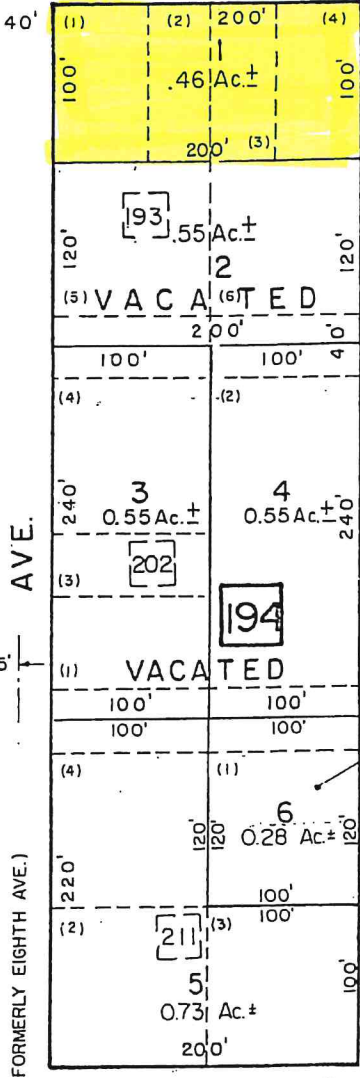 40' (1) (2) 200' (4)
100' .46 Ac.± 100'
200' (3)
193
120' .55 Ac.± 120'
2
(5) VACATED (6)
200'
100' 100' 40'
(4) (2)
3 4
240' 0.55 Ac.± 0.55 Ac.± 240'
AVE.
(3) 202
194
(1) VACATED
100' 100'
100' 100'
(4) (1)
6
120' 120' 0.28 Ac.± 120'
220'
100'
(2) 211 (3) 100'
5
0.73 Ac.± 100'
200'
FORMERLY EIGHTH AVE.)